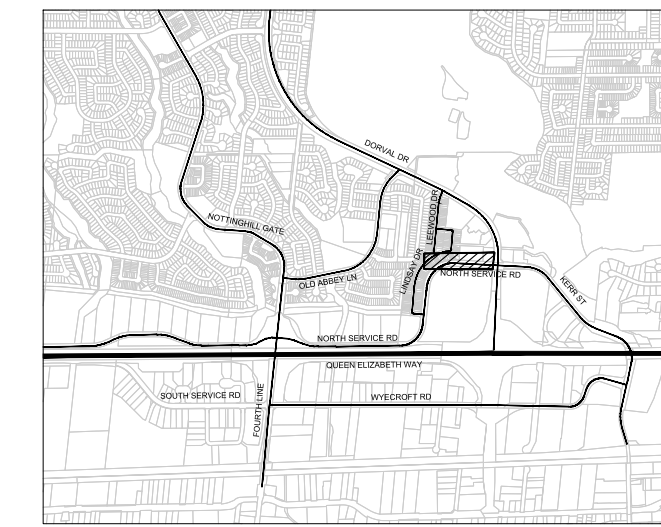 DORVAL DR
LEEWOOD DR
NOTTINGHILL GATE
LINDSAY DR
OLD ABBEY LN
NORTH SERVICE RD
KERR ST
NORTH SERVICE RD
QUEEN ELIZABETH WAY
SOUTH SERVICE RD
WYECROFT RD
FOURTH LINE